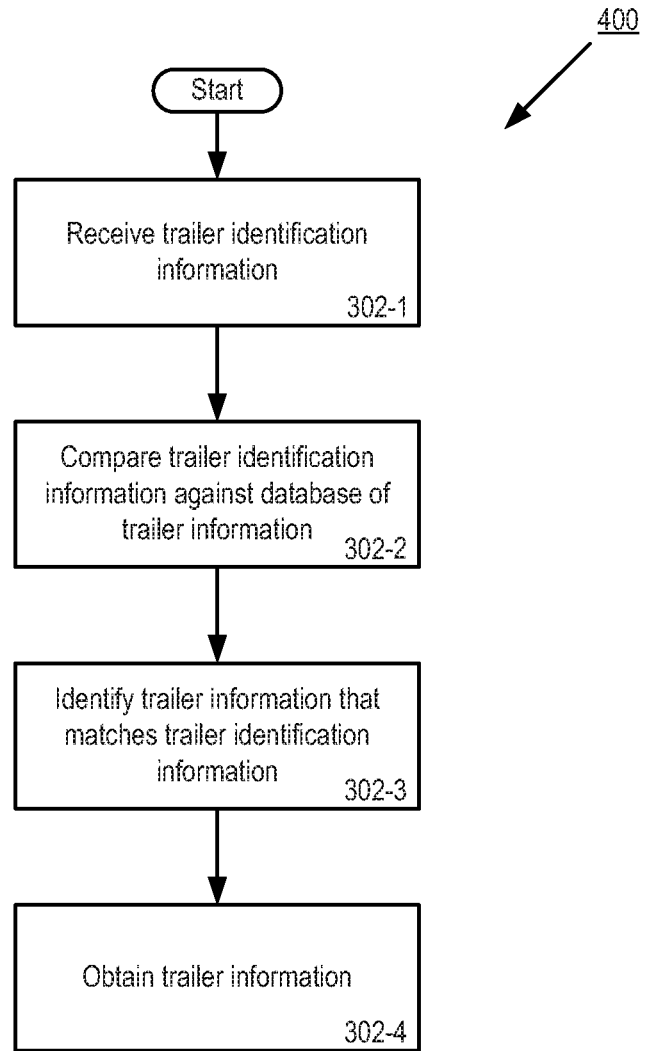 400
Start
Receive trailer identification
information
302-1
Compare trailer identification
information against database of
trailer information
302-2
Identify trailer information that
matches trailer identification
information
302-3
Obtain trailer information
302-4